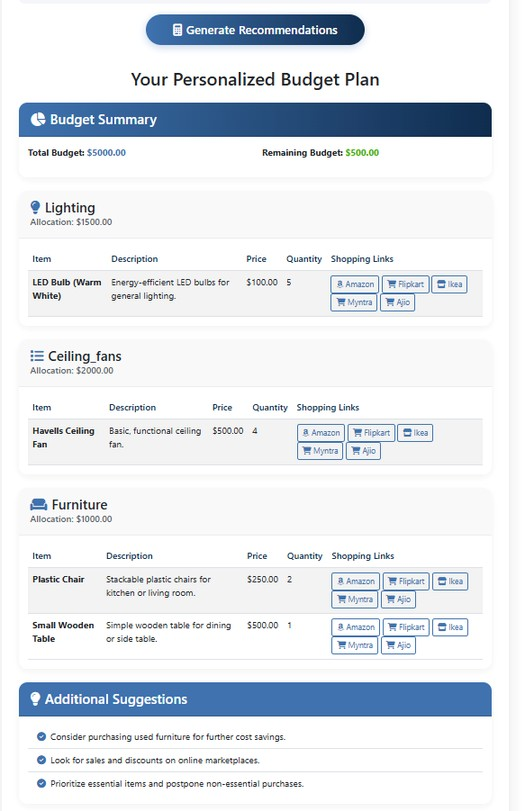 Generate Recommendations
Your Personalized Budget Plan
Budget Summary
Total Budget: $5000.00 Remaining Budget: $500.00
Lighting
Allocation: $1500.00
Item Description Price Quantity Shopping Links
LED Bulb (Warm Energy-efficient LED bulbs for $100.00 5 Amazon Flipkart Ikea
White) general lighting. Myntra Ajio
Ceiling_fans
Allocation: $2000.00
Item Description Price Quantity Shopping Links
Havells Ceiling Basic, functional ceiling $500.00 4 Amazon Flipkart Ikea
Fan fan. Myntra Ajio
Furniture
Allocation: $1000.00
Item Description Price Quantity Shopping Links
Plastic Chair Stackable plastic chairs for $250.00 2 Amazon Flipkart Ikea
kitchen or living room. Myntra Ajio
Small Wooden Simple wooden table for dining $500.00 1 Amazon Flipkart Ikea
Table or side table. Myntra Ajio
Additional Suggestions
Consider purchasing used furniture for further cost savings.
Look for sales and discounts on online marketplaces.
Prioritize essential items and postpone non-essential purchases.